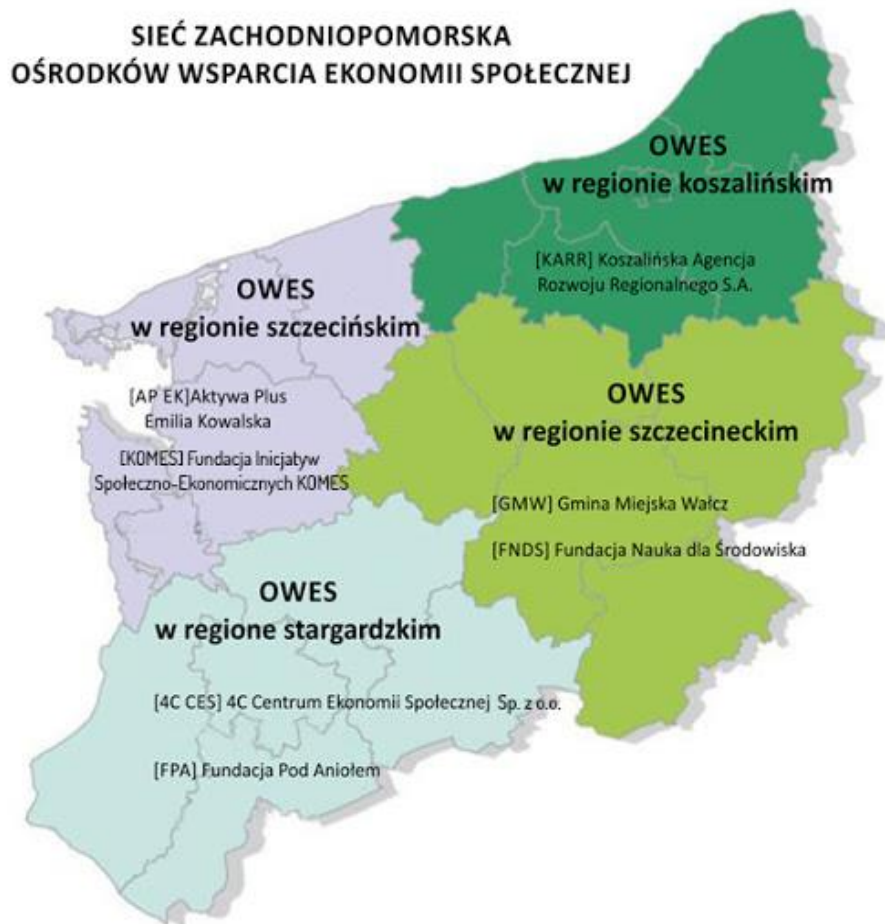 SIEĆ ZACHODNIOPOMORSKA
OŚRODKÓW WSPARCIA EKONOMII SPOŁECZNEJ
OWES
w regionie koszalińskim
[KARR] Koszalińska Agencja
Rozwoju Regionalnego S.A.
OWES
w regionie szczecińskim
[AP EK]Aktywa Plus
Emilia Kowalska
[KOMES] Fundacja Inicjatyw
Społeczno-Ekonomicznych KOMES
OWES
w regionie szczecineckim
[GMW] Gmina Miejska Wałcz
[FNDS] Fundacja Nauka dla Środowiska
OWES
w regione stargardzkim
[4C CES] 4C Centrum Ekonomii Społecznej Sp. z o.o.
[FPA] Fundacja Pod Aniołem